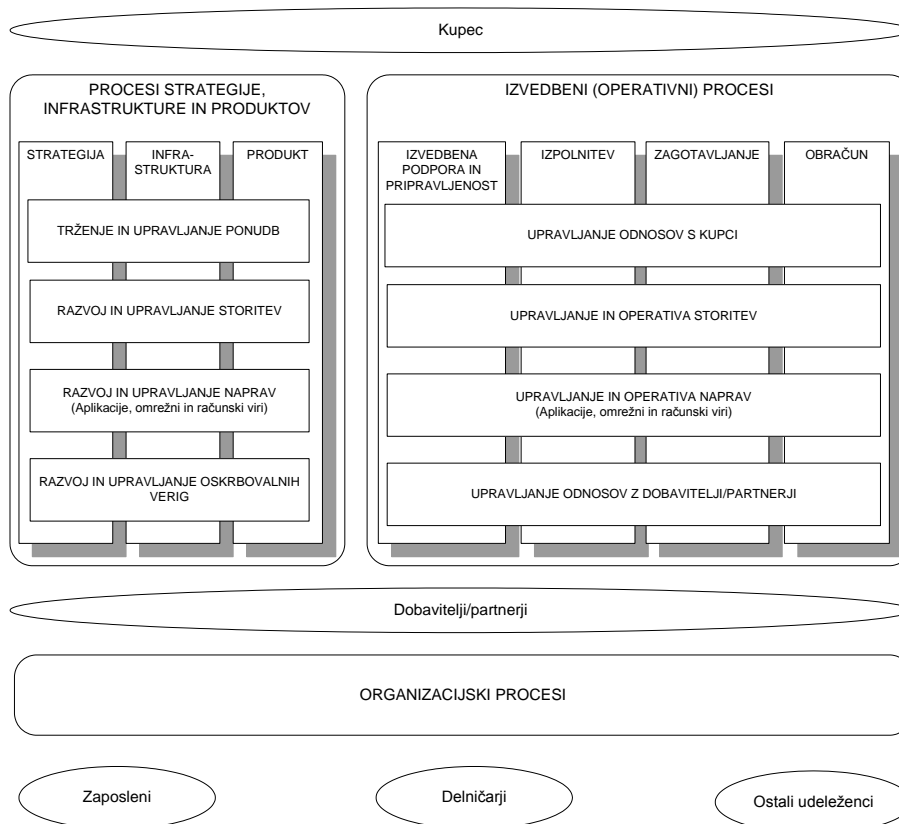 Kupec
PROCESI STRATEGIJE,
INFRASTRUKTURE IN PRODUKTOV
STRATEGIJA
INFRA-
STRUKTURA
PRODUKT
TRŽENJE IN UPRAVLJANJE PONUDB
RAZVOJ IN UPRAVLJANJE STORITEV
RAZVOJ IN UPRAVLJANJE NAPRAV
(Aplikacije, omrežni in računski viri)
RAZVOJ IN UPRAVLJANJE OSKRBOVALNIH
VERIG
IZVEDBENI (OPERATIVNI) PROCESI
IZVEDBENA
PODPORA IN
PRIPRAVLJENOST
IZPOLNITEV
ZAGOTAVLJANJE
OBRAČUN
UPRAVLJANJE ODNOSOV S KUPCI
UPRAVLJANJE IN OPERATIVA STORITEV
UPRAVLJANJE IN OPERATIVA NAPRAV
(Aplikacije, omrežni in računski viri)
UPRAVLJANJE ODNOSOV Z DOBAVITELJI/PARTNERJI
Dobavitelji/partnerji
ORGANIZACIJSKI PROCESI
Zaposleni
Delničarji
Ostali udeleženci